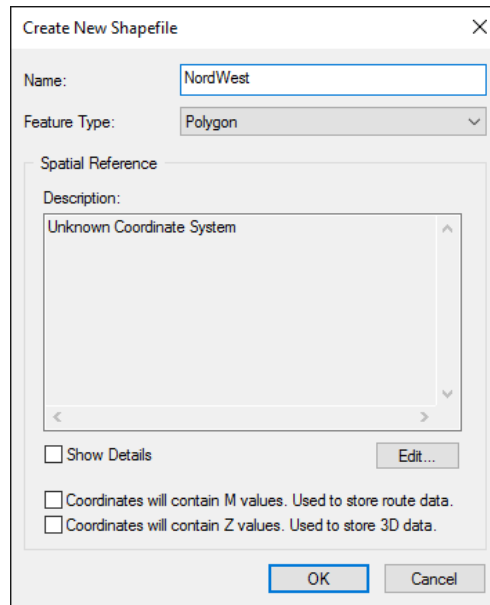 Create New Shapefile
Name: NordWest
Feature Type: Polygon
Spatial Reference
Description:
Unknown Coordinate System
Show Details Edit...
Coordinates will contain M values. Used to store route data.
Coordinates will contain Z values. Used to store 3D data.
OK Cancel